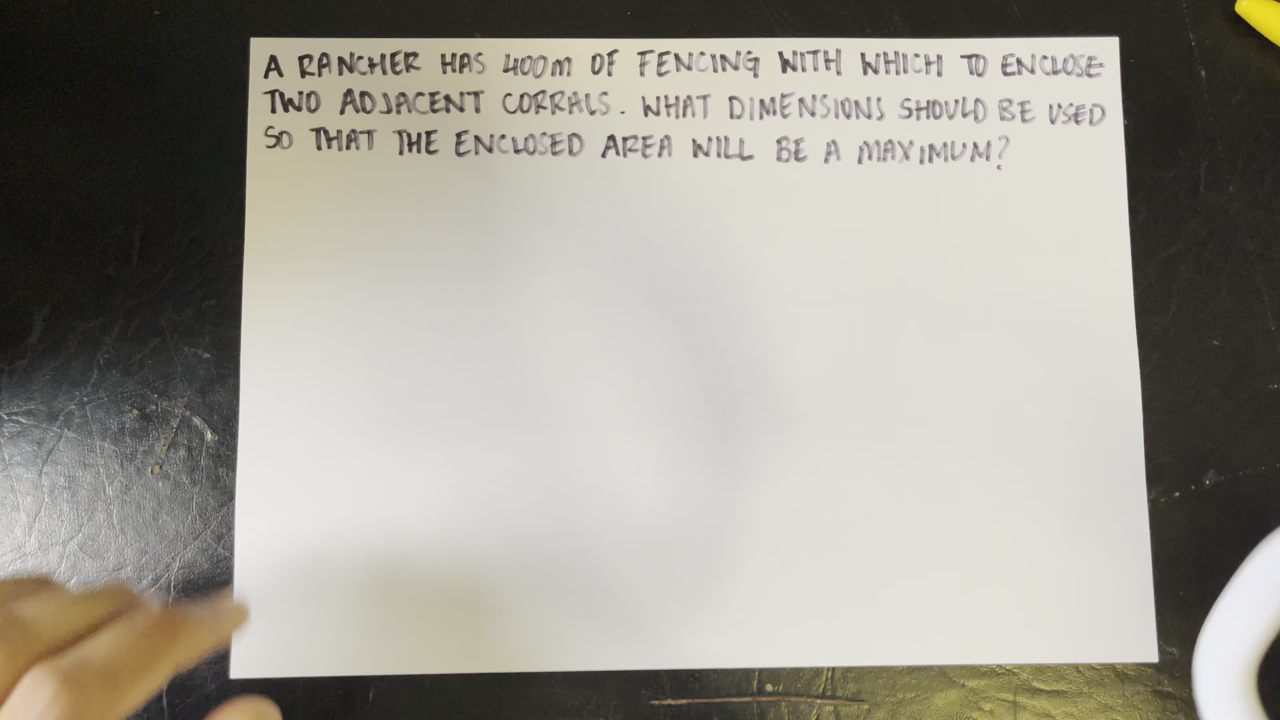 A RANCHER HAS 400m OF FENCING WITH WHICH TO ENCLOSE
TWO ADJACENT CORRALS. WHAT DIMENSIONS SHOULD BE USED
SO THAT THE ENCLOSED AREA WILL BE A MAXIMUM?